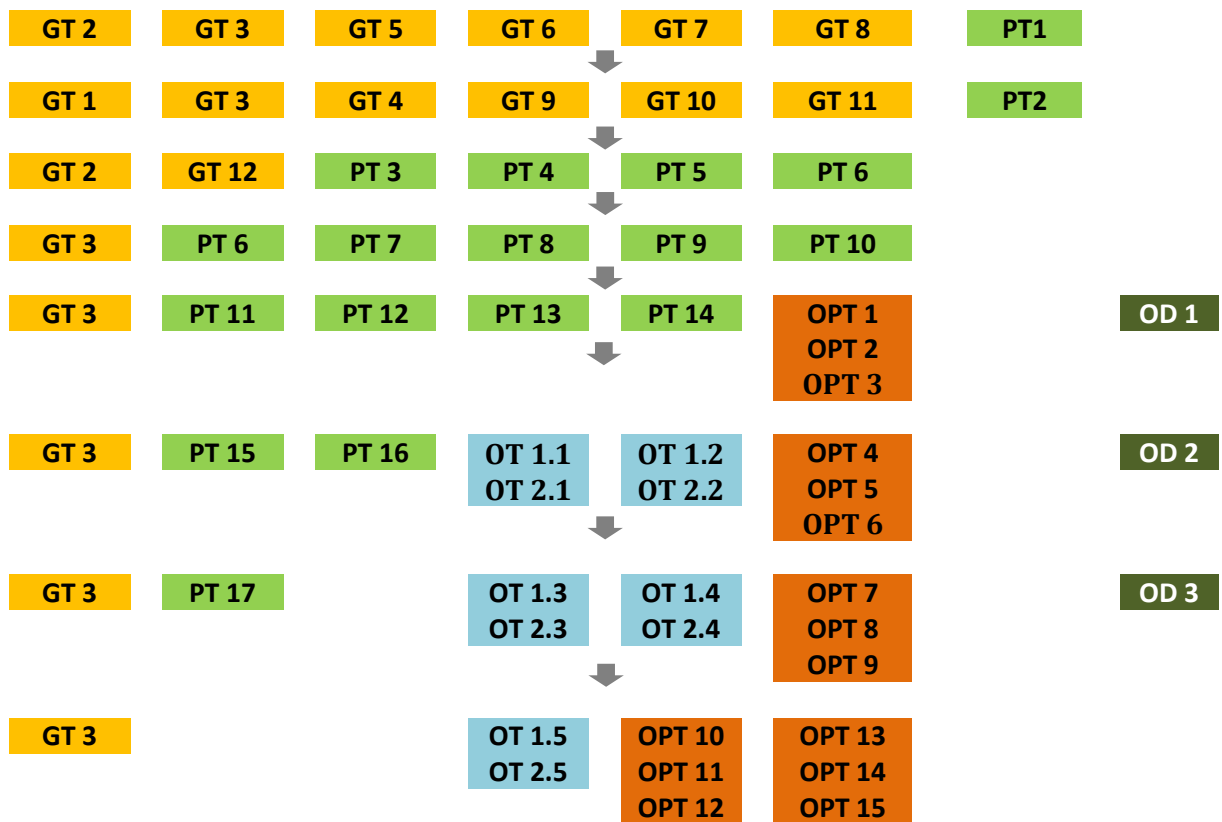 GT 2 GT 3 GT 5 GT 6 GT 7 GT 8 PT1
GT 1 GT 3 GT 4 GT 9 GT 10 GT 11 PT2
GT 2 GT 12 PT 3 PT 4 PT 5 PT 6
GT 3 PT 6 PT 7 PT 8 PT 9 PT 10
GT 3 PT 11 PT 12 PT 13 PT 14 OPT 1 OD 1
OPT 2
OPT 3
GT 3 PT 15 PT 16 OT 1.1 OT 1.2 OPT 4 OD 2
OT 2.1 OT 2.2 OPT 5
OPT 6
GT 3 PT 17 OT 1.3 OT 1.4 OPT 7 OD 3
OT 2.3 OT 2.4 OPT 8
OPT 9
GT 3 OT 1.5 OPT 10 OPT 13
OT 2.5 OPT 11 OPT 14
OPT 12 OPT 15